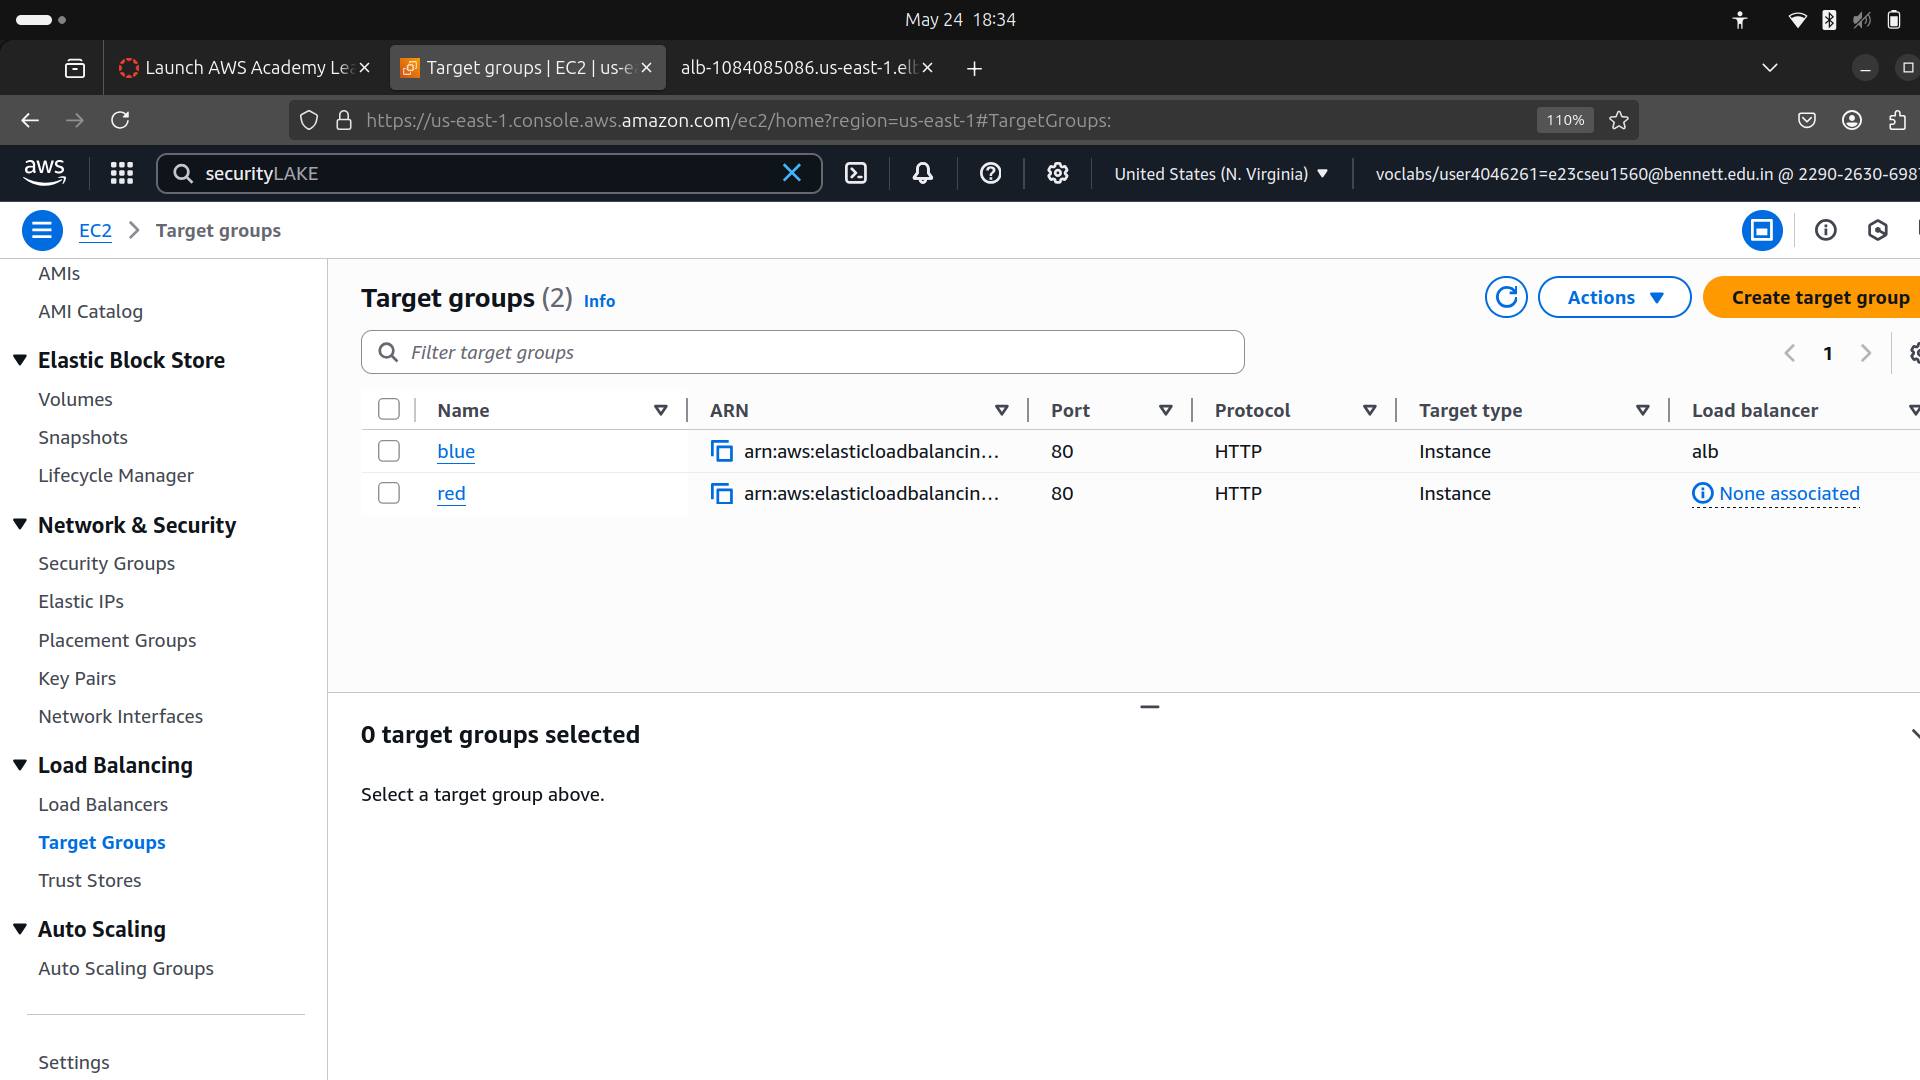 May 24 18:34
Launch AWS Academy Le
Target groups | EC2 | us-e
alb-1084085086.us-east-1.elb
https://us-east-1.console.aws.amazon.com/ec2/home?region=us-east-1#TargetGroups:
110%
aws
securityLAKE
United States (N. Virginia)
voclabs/user4046261=e23cseu1560@bennett.edu.in @ 2290-2630-698
EC2
Target groups
AMIs
AMI Catalog
Elastic Block Store
Volumes
Snapshots
Lifecycle Manager
Network & Security
Security Groups
Elastic IPs
Placement Groups
Key Pairs
Network Interfaces
Load Balancing
Load Balancers
Target Groups
Trust Stores
Auto Scaling
Auto Scaling Groups
Settings
Target groups (2) Info
Actions
Create target group
Filter target groups
1
Name ARN Port Protocol Target type Load balancer
blue arn:aws:elasticloadbalancin... 80 HTTP Instance alb
red arn:aws:elasticloadbalancin... 80 HTTP Instance None associated
0 target groups selected
Select a target group above.